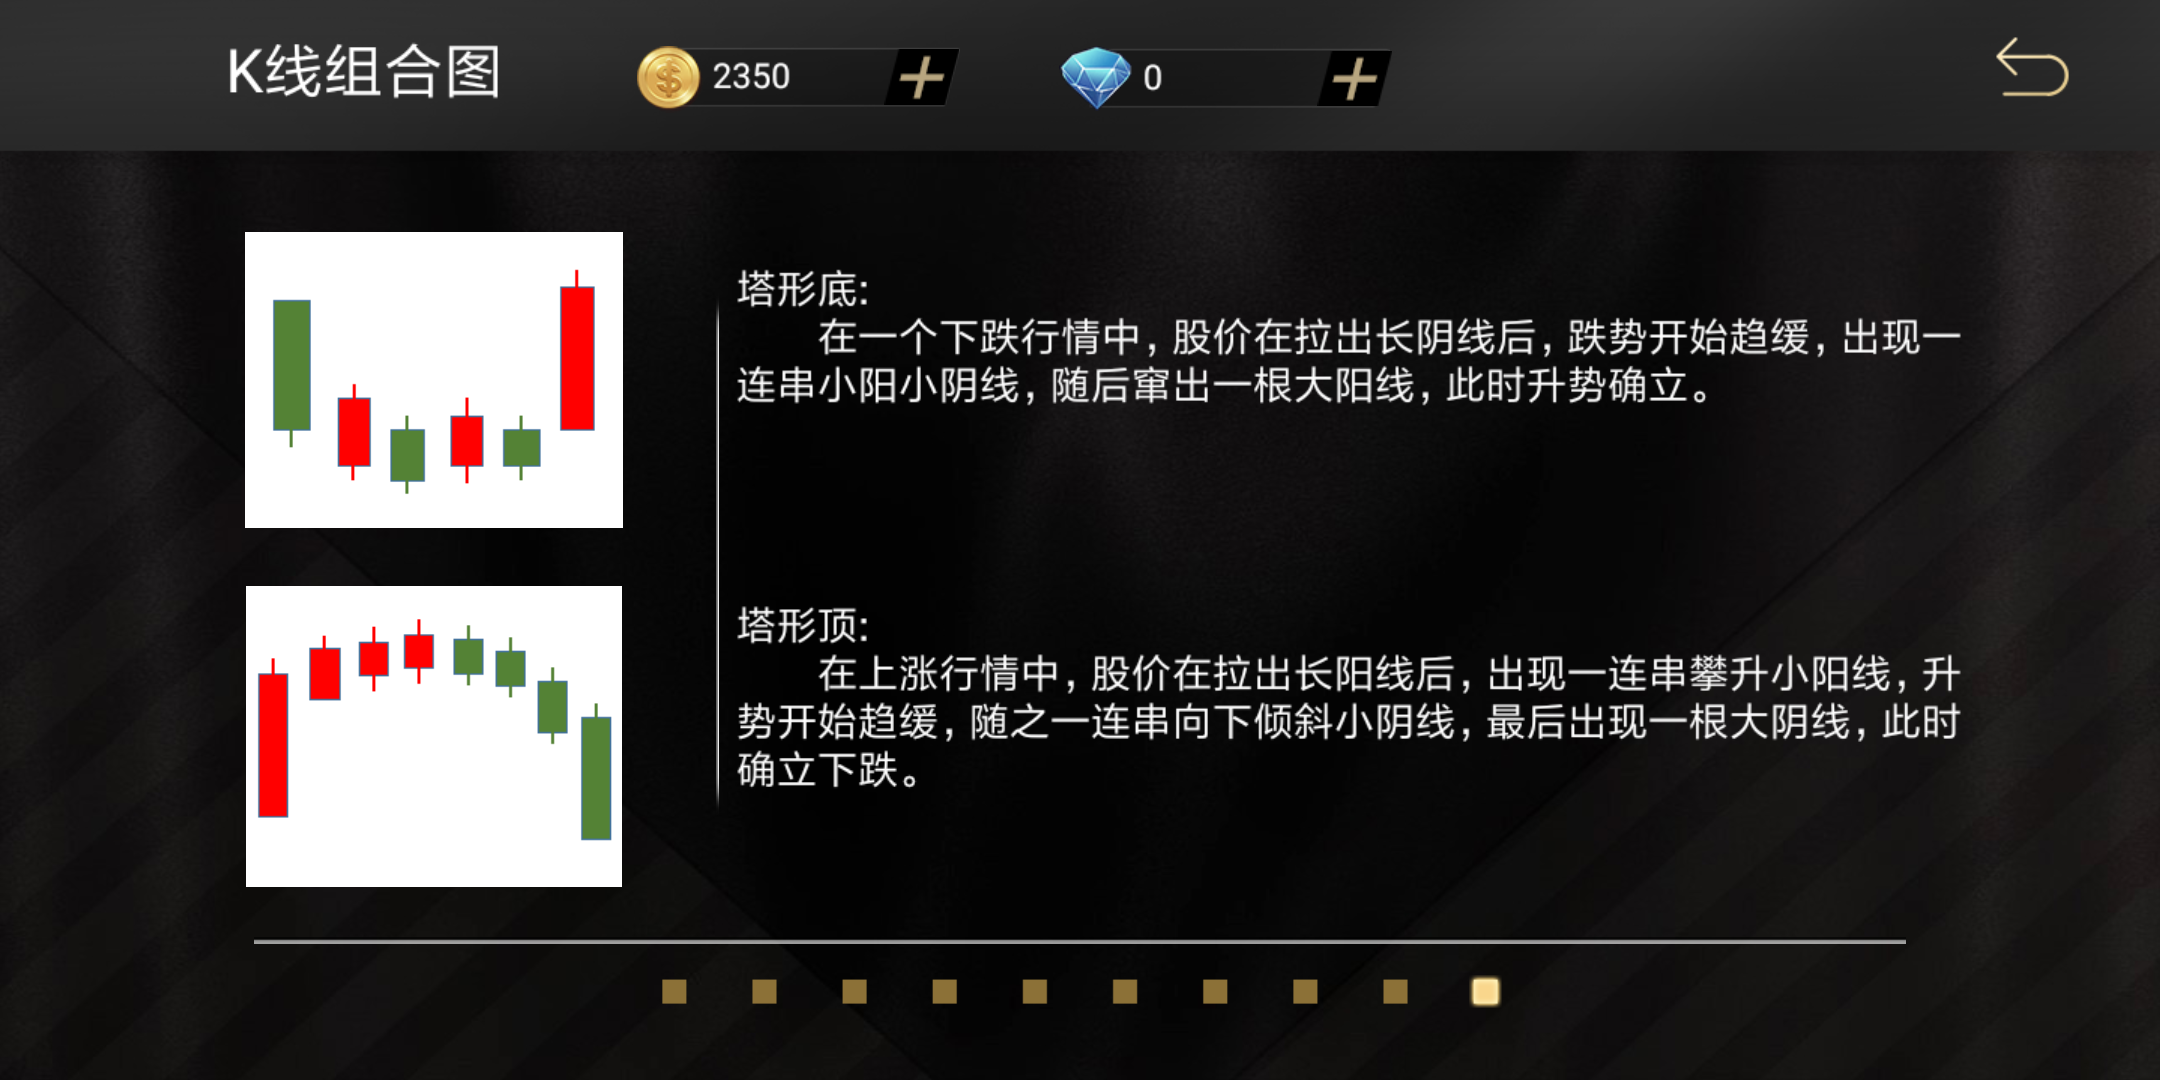 K线组合图
2350
0
塔形底:
在一个下跌行情中, 股价在拉出长阴线后, 跌势开始趋缓, 出现一
连串小阳小阴线, 随后窜出一根大阳线, 此时升势确立。
塔形顶:
在上涨行情中, 股价在拉出长阳线后, 出现一连串攀升小阳线, 升
势开始趋缓, 随之一连串向下倾斜小阴线, 最后出现一根大阴线, 此时
确立下跌。